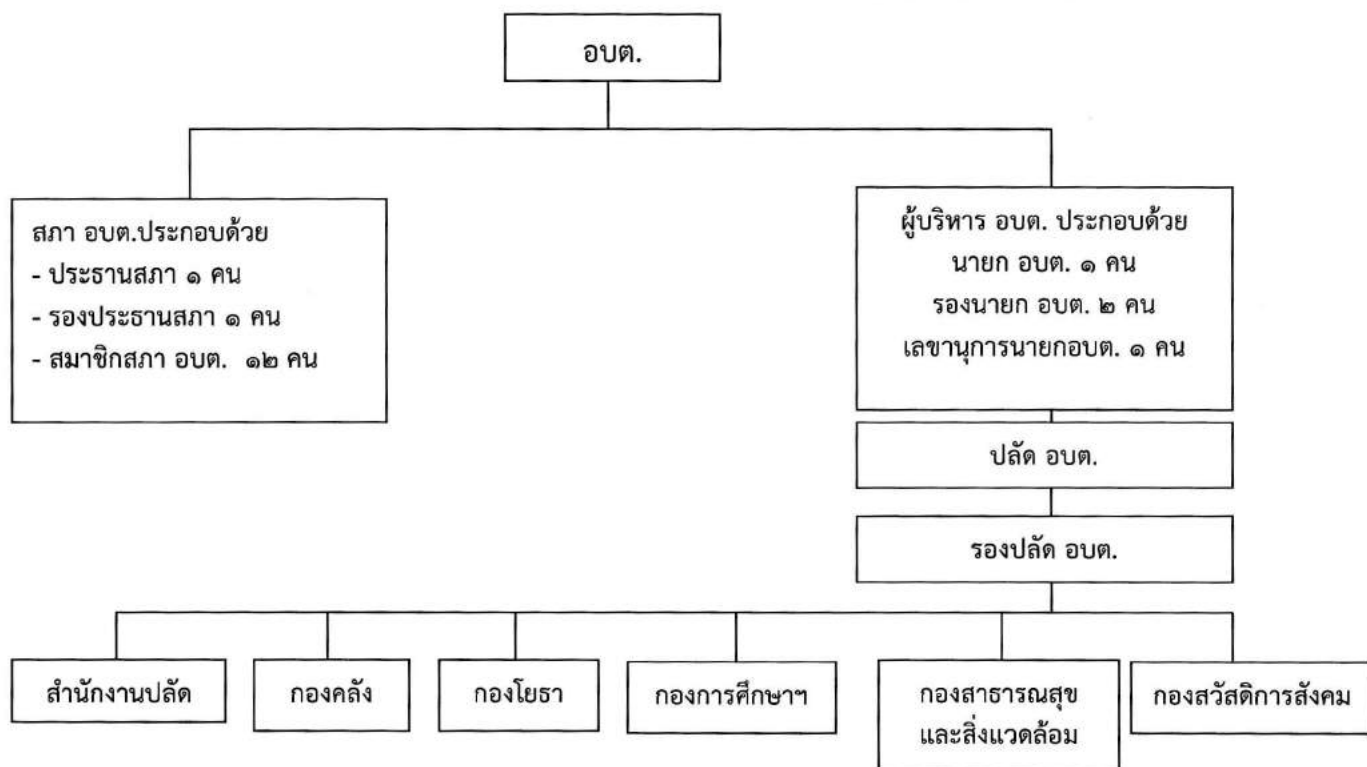 อบต.
สภา อบต.ประกอบด้วย
- ประธานสภา ๑ คน
- รองประธานสภา ๑ คน
- สมาชิกสภา อบต. ๑๒ คน
ผู้บริหาร อบต. ประกอบด้วย
นายก อบต. ๑ คน
รองนายก อบต. ๒ คน
เลขานุการนายกอบต. ๑ คน
ปลัด อบต.
รองปลัด อบต.
สำนักงานปลัด
กองคลัง
กองโยธา
กองการศึกษาฯ
กองสาธารณสุข
และสิ่งแวดล้อม
กองสวัสดิการสังคม